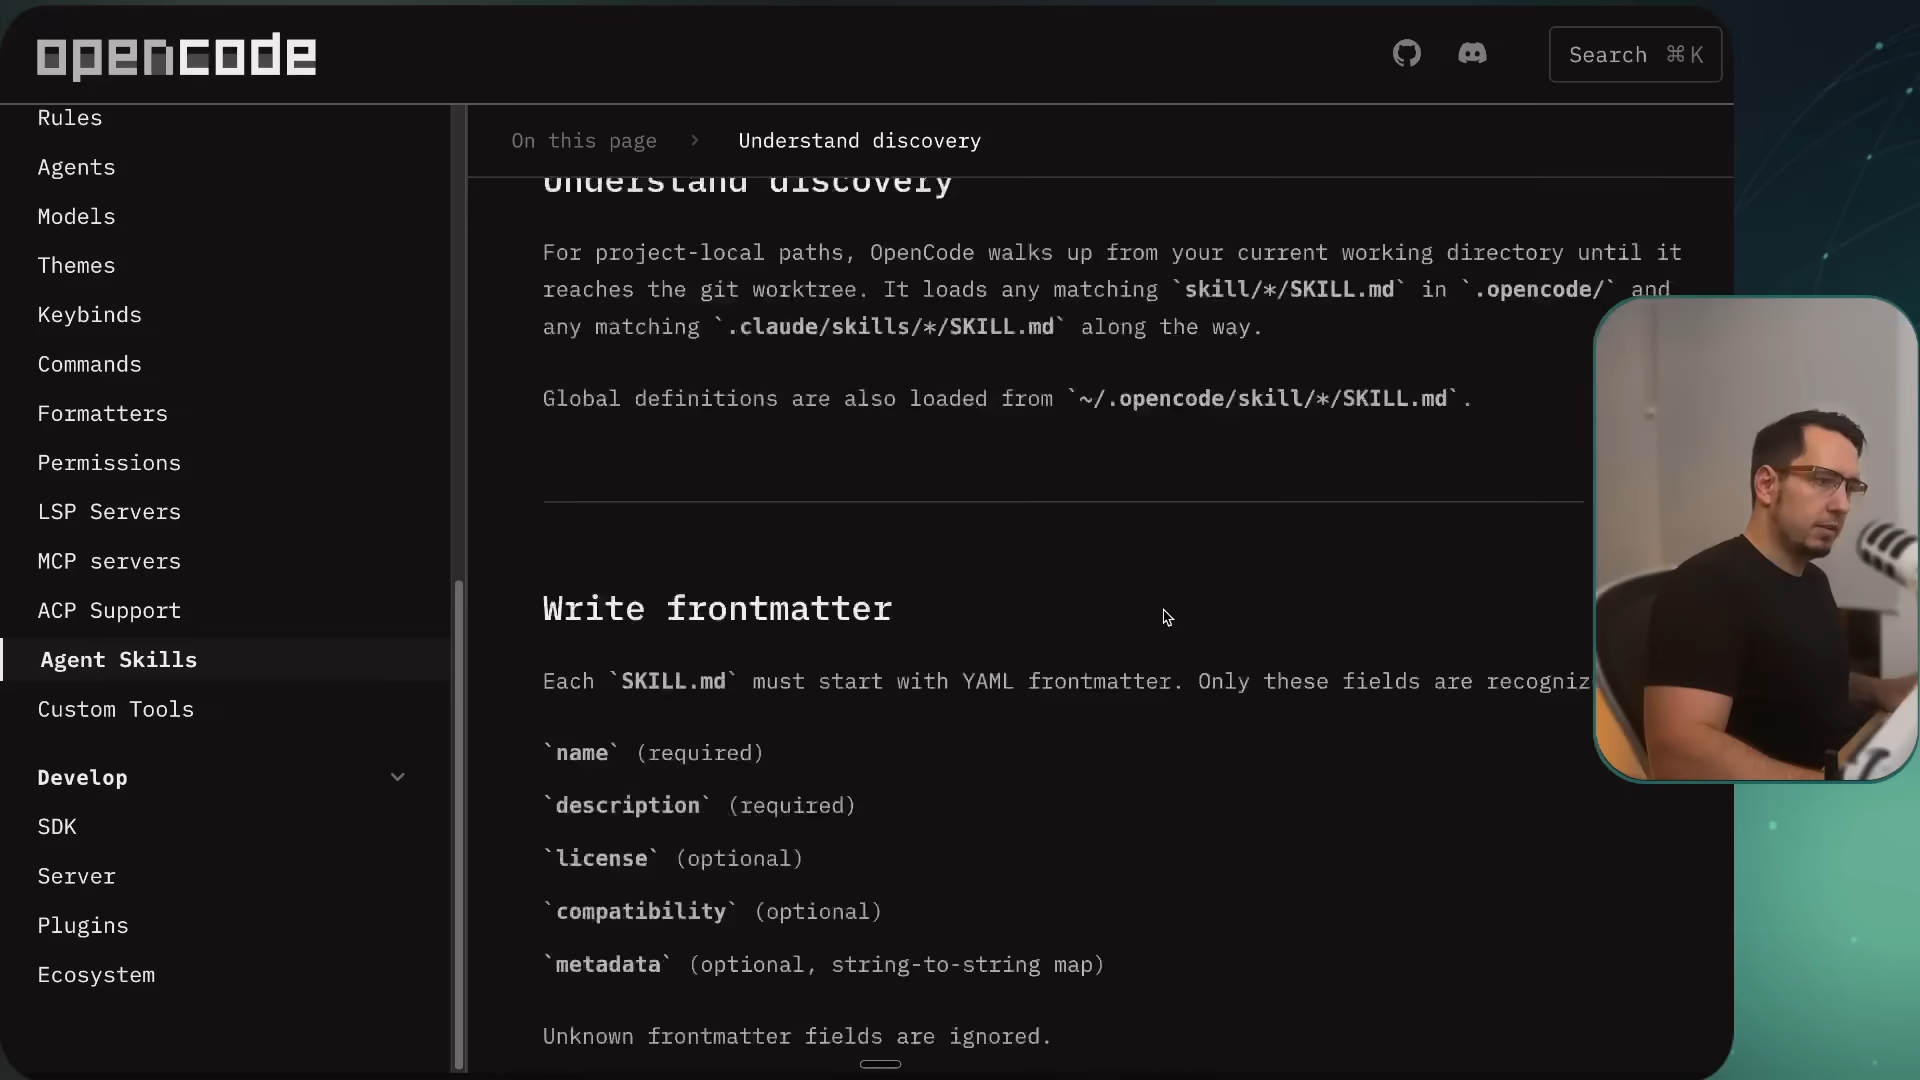 opencode
Search ⌘K
Rules
Agents
Models
Themes
Keybinds
Commands
Formatters
Permissions
LSP Servers
MCP servers
ACP Support
Agent Skills
Custom Tools
Develop
SDK
Server
Plugins
Ecosystem
On this page > Understand discovery
Understand discovery
For project-local paths, OpenCode walks up from your current working directory until it
reaches the git worktree. It loads any matching `skill/*/SKILL.md` in `.opencode/` and
any matching `.claude/skills/*/SKILL.md` along the way.
Global definitions are also loaded from `~/.opencode/skill/*/SKILL.md`.
Write frontmatter
Each `SKILL.md` must start with YAML frontmatter. Only these fields are recogniz
`name` (required)
`description` (required)
`license` (optional)
`compatibility` (optional)
`metadata` (optional, string-to-string map)
Unknown frontmatter fields are ignored.